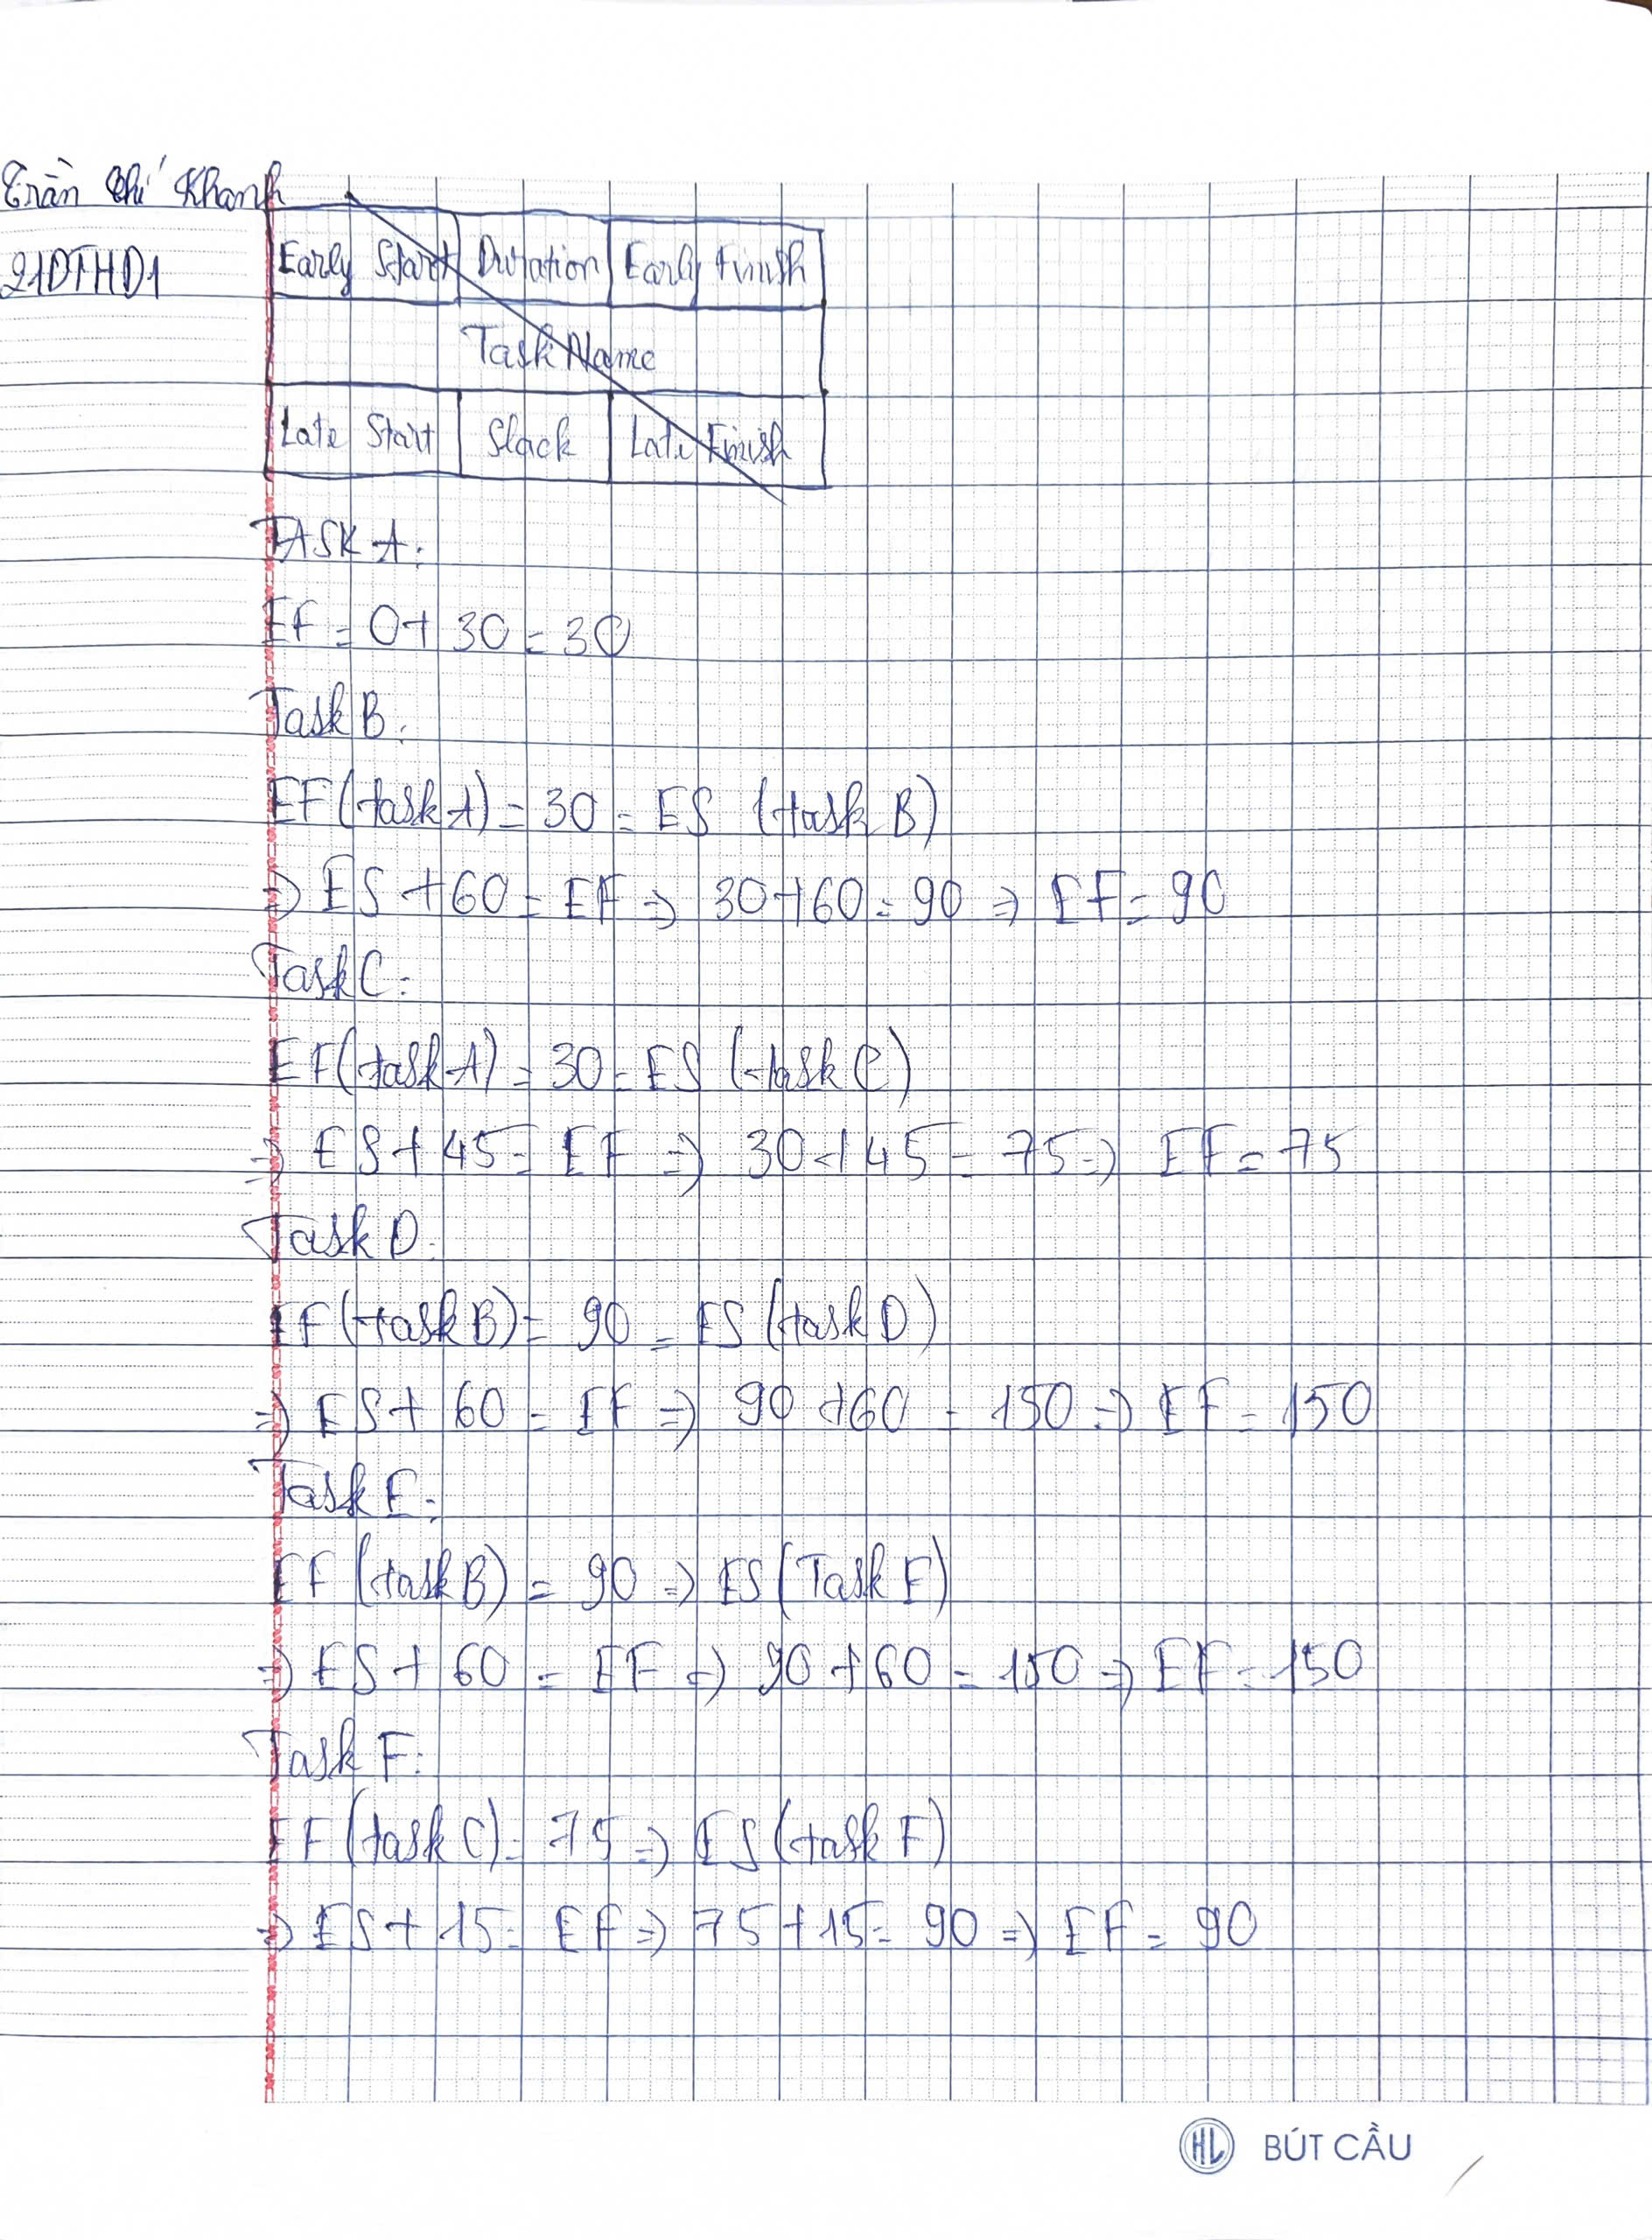 Trần Chí Khanh
21DTHD1
Early Start Duration Early Finish
Task Name
Late Start Slack Late Finish
TASK A:
EF = 0 + 30 = 30
Task B:
EF (task A) = 30 = ES (task B)
=> ES + 60 = EF => 30 + 60 = 90 => EF = 90
Task C:
EF (task A) = 30 = ES (task C)
=> ES + 45 = EF => 30 + 45 = 75 => EF = 75
Task D:
EF (task B) = 90 = ES (task D)
=> ES + 60 = EF => 90 + 60 = 150 => EF = 150
Task E:
EF (task B) = 90 => ES (Task E)
=> ES + 60 = EF => 90 + 60 = 150 => EF = 150
Task F:
EF (task C) = 75 => ES (task F)
=> ES + 15 = EF => 75 + 15 = 90 => EF = 90
HL BÚT CẦU